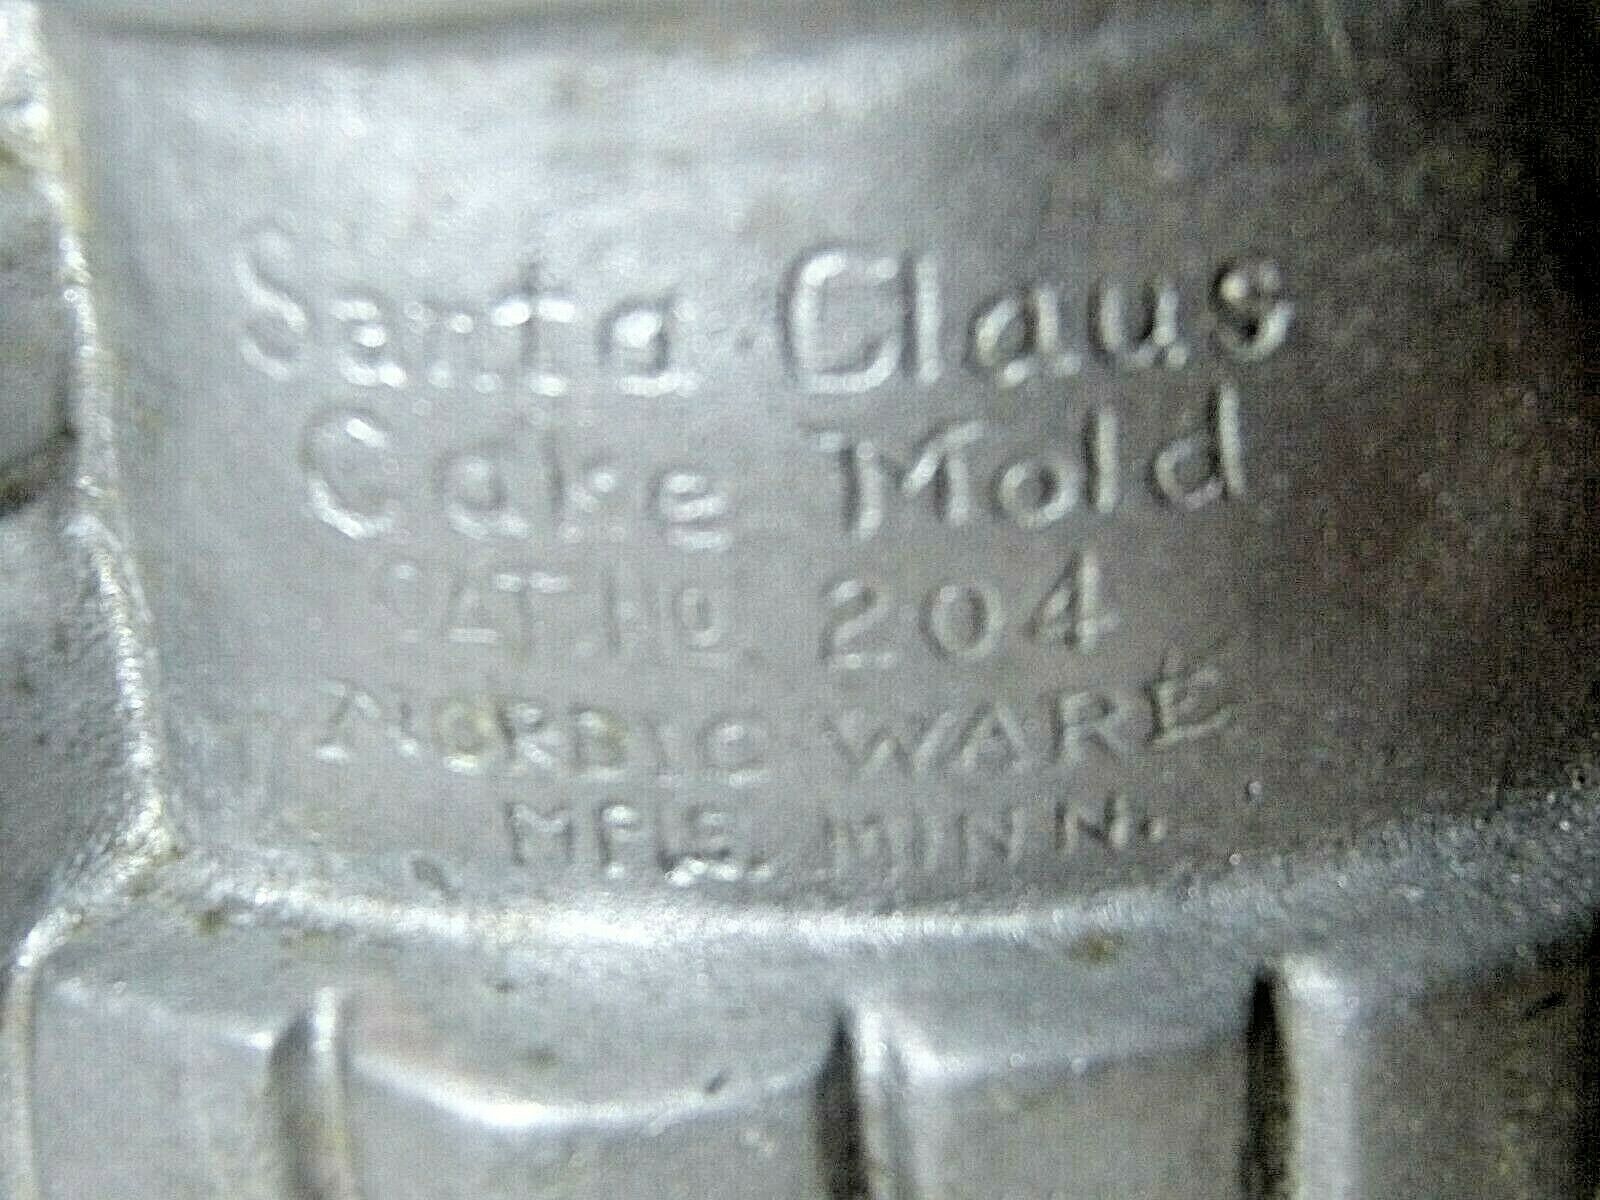 Santa Claus
Cake Mold
CAT.NO 204
NORDIC WARE
MPLS. MINN.